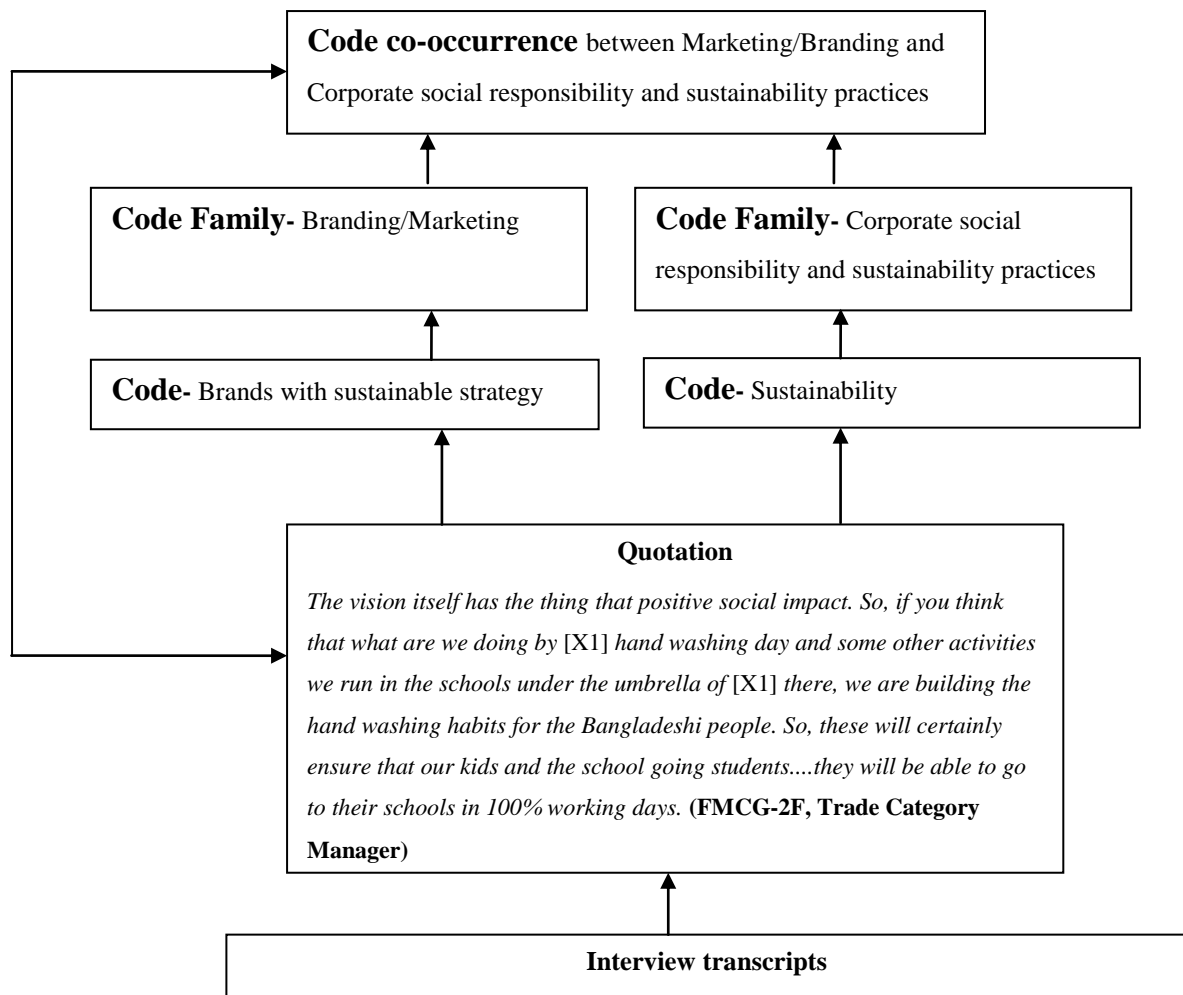 Code co-occurrence between Marketing/Branding and
Corporate social responsibility and sustainability practices
Code Family- Branding/Marketing
Code Family- Corporate social
responsibility and sustainability practices
Code- Brands with sustainable strategy
Code- Sustainability
Quotation
The vision itself has the thing that positive social impact. So, if you think
that what are we doing by [X1] hand washing day and some other activities
we run in the schools under the umbrella of [X1] there, we are building the
hand washing habits for the Bangladeshi people. So, these will certainly
ensure that our kids and the school going students....they will be able to go
to their schools in 100% working days. (FMCG-2F, Trade Category
Manager)
Interview transcripts